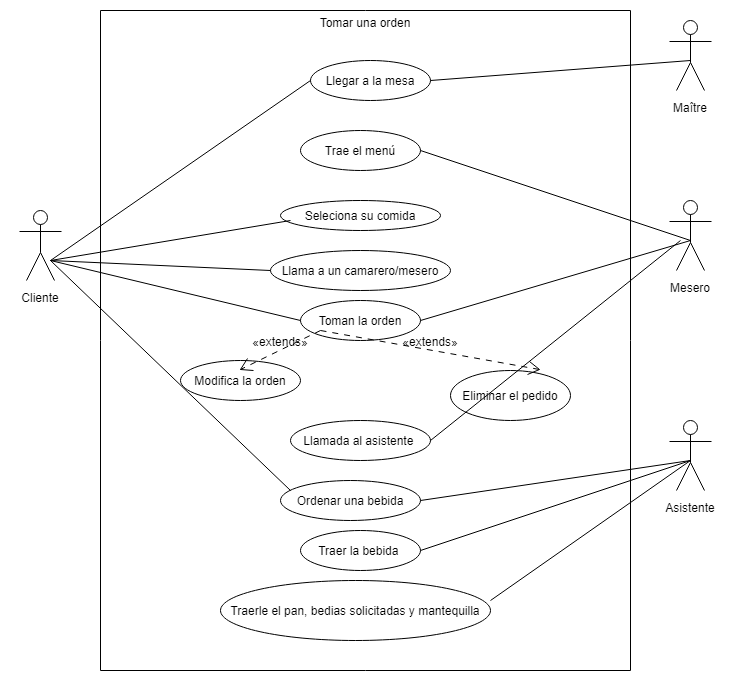 Tomar una orden
Llegar a la mesa
Maître
Trae el menú
Seleciona su comida
Llama a un camarero/mesero
Cliente
Mesero
Toman la orden
«extends»
«extends»
Modifica la orden
Eliminar el pedido
Llamada al asistente
Ordenar una bebida
Asistente
Traer la bebida
Traerle el pan, bedias solicitadas y mantequilla